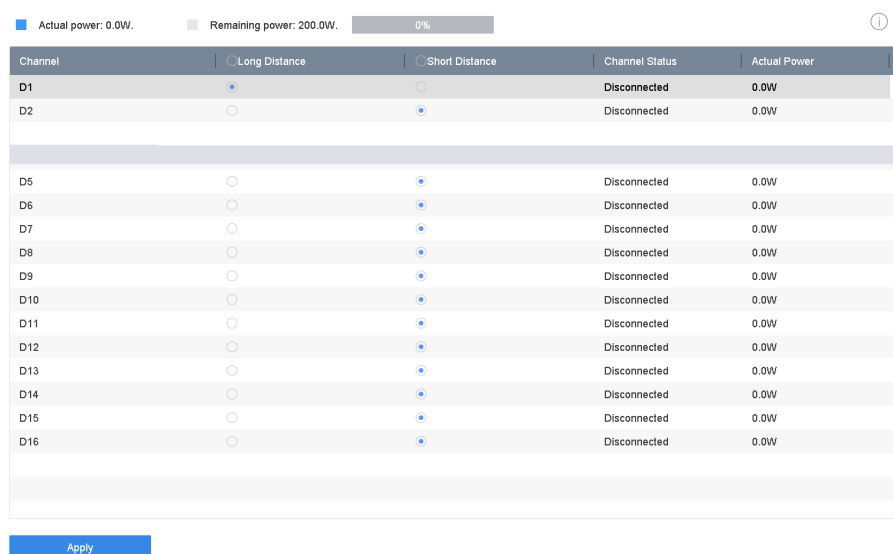 Actual power: 0.0W. Remaining power: 200.0W. 0%
Channel Long Distance Short Distance Channel Status Actual Power
D1 Disconnected 0.0W
D2 Disconnected 0.0W
D5 Disconnected 0.0W
D6 Disconnected 0.0W
D7 Disconnected 0.0W
D8 Disconnected 0.0W
D9 Disconnected 0.0W
D10 Disconnected 0.0W
D11 Disconnected 0.0W
D12 Disconnected 0.0W
D13 Disconnected 0.0W
D14 Disconnected 0.0W
D15 Disconnected 0.0W
D16 Disconnected 0.0W
Apply